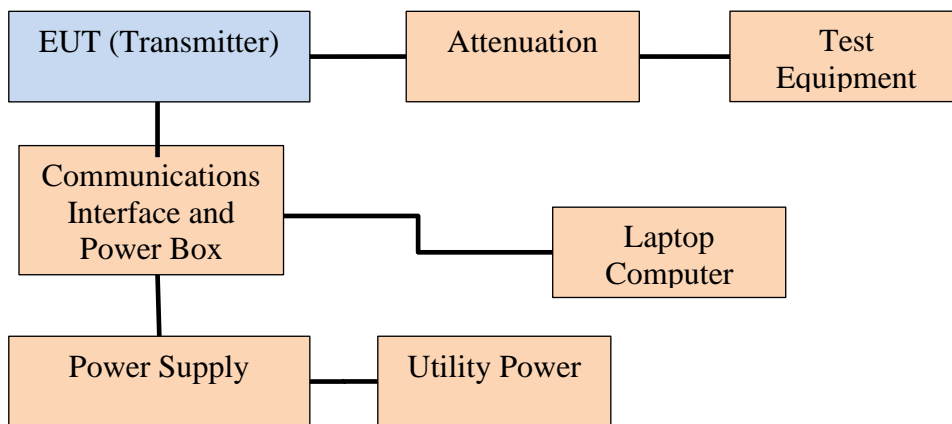 EUT (Transmitter)
Attenuation
Test
Equipment
Communications
Interface and
Power Box
Laptop
Computer
Power Supply
Utility Power